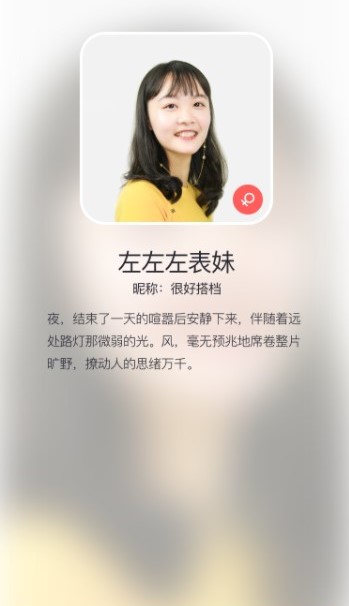 左左左表妹
昵称：很好搭档
夜，结束了一天的喧嚣后安静下来，伴随着远
处路灯那微弱的光。风，毫无预兆地席卷整片
旷野，撩动人的思绪万千。